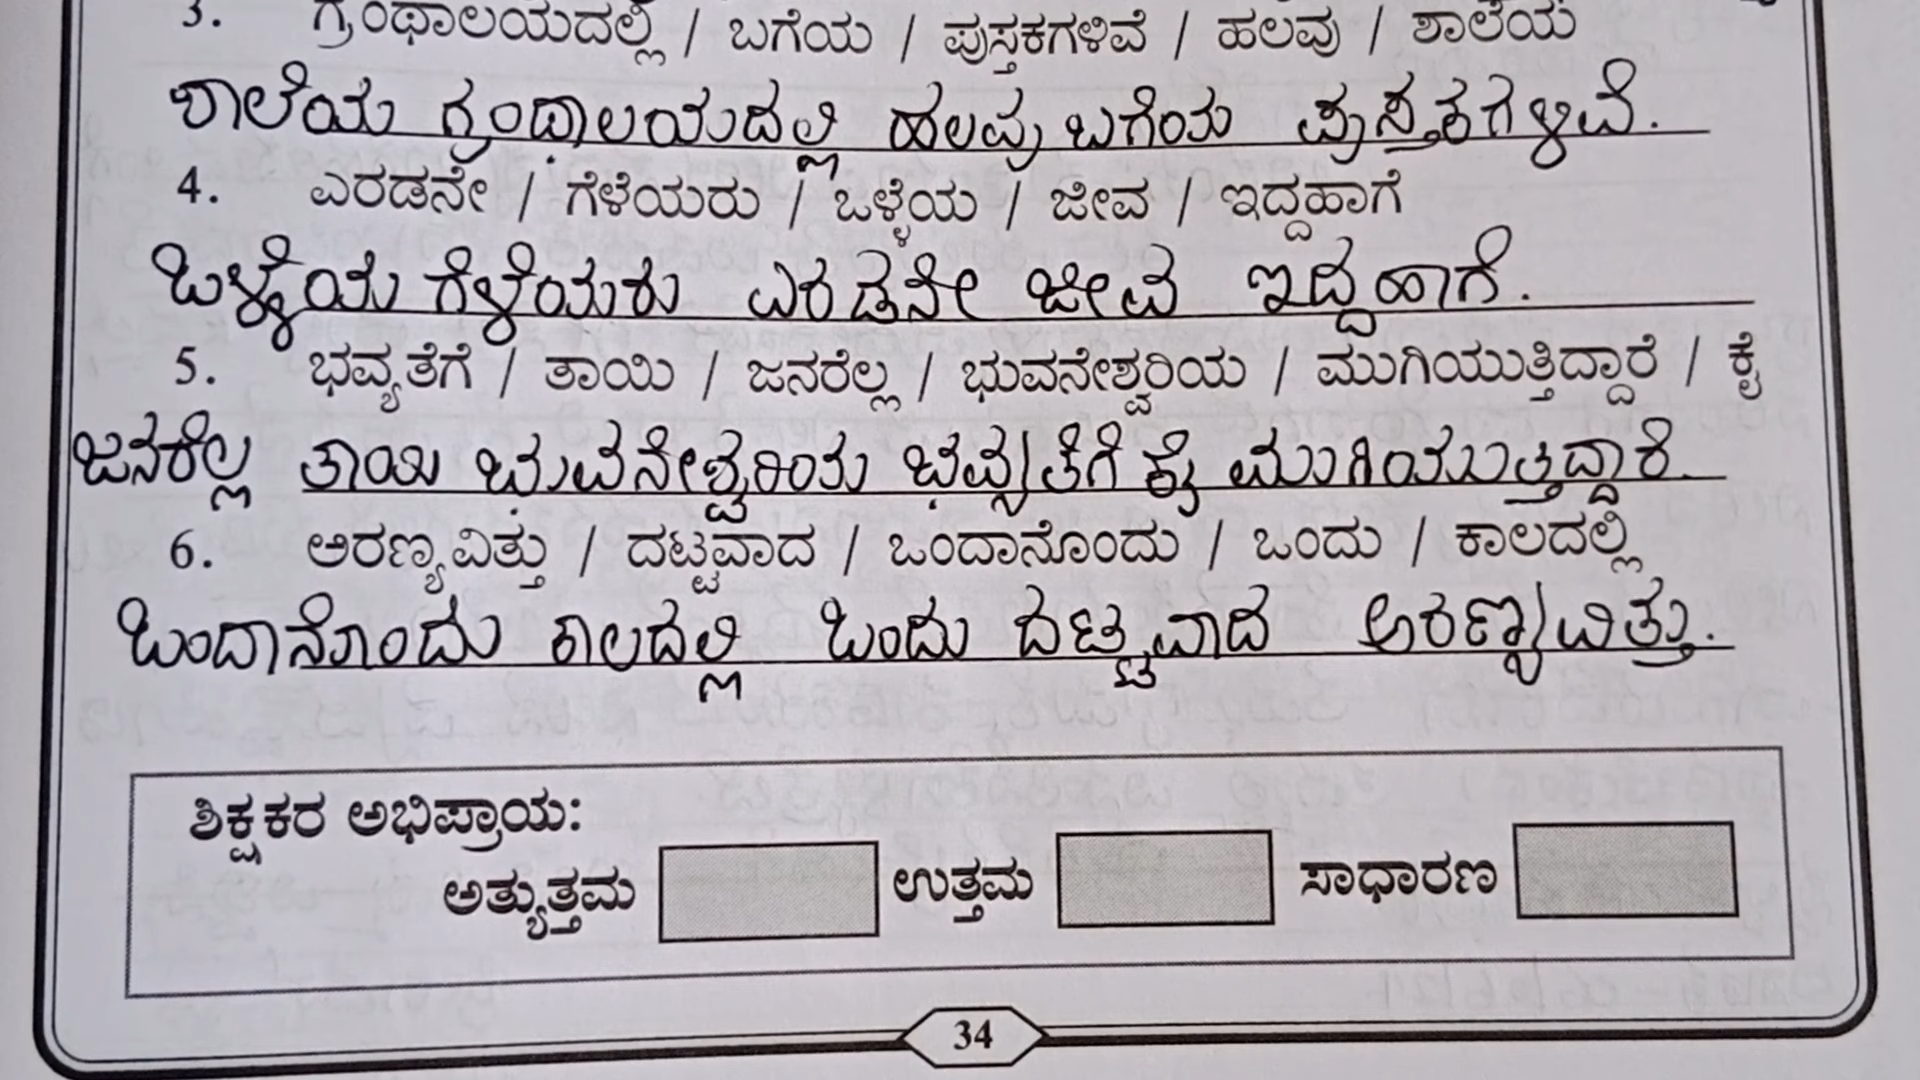 3. ಗ್ರಂಥಾಲಯದಲ್ಲಿ / ಬಗೆಯ / ಪುಸ್ತಕಗಳಿವೆ / ಹಲವು / ಶಾಲೆಯ
ಶಾಲೆಯ ಗ್ರಂಥಾಲಯದಲ್ಲಿ ಹಲವು ಬಗೆಯ ಪುಸ್ತಕಗಳಿವೆ.
4. ಎರಡನೇ / ಗೆಳೆಯರು / ಒಳ್ಳೆಯ / ಜೀವ / ಇದ್ದಹಾಗೆ
ಒಳ್ಳೆಯ ಗೆಳೆಯರು ಎರಡನೇ ಜೀವ ಇದ್ದಹಾಗೆ.
5. ಭವ್ಯತೆಗೆ / ತಾಯಿ / ಜನರೆಲ್ಲ / ಭುವನೇಶ್ವರಿಯ / ಮುಗಿಯುತ್ತಿದ್ದಾರೆ / ಕೈ
ಜನರೆಲ್ಲ ತಾಯಿ ಭುವನೇಶ್ವರಿಯ ಭವ್ಯತೆಗೆ ಕೈ ಮುಗಿಯುತ್ತಿದ್ದಾರೆ.
6. ಅರಣ್ಯವಿತ್ತು / ದಟ್ಟವಾದ / ಒಂದಾನೊಂದು / ಒಂದು / ಕಾಲದಲ್ಲಿ
ಒಂದಾನೊಂದು ಕಾಲದಲ್ಲಿ ಒಂದು ದಟ್ಟವಾದ ಅರಣ್ಯವಿತ್ತು.
ಶಿಕ್ಷಕರ ಅಭಿಪ್ರಾಯ:
ಅತ್ಯುತ್ತಮ ಉತ್ತಮ ಸಾಧಾರಣ
34